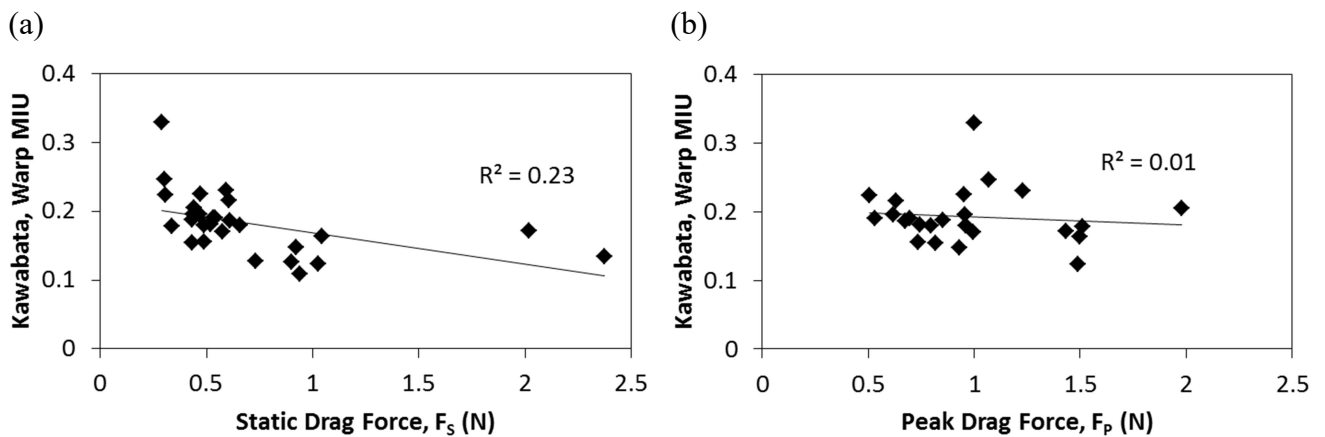 (a)
Kawabata, Warp MIU
0.4
0.3
0.2
0.1
0
R² = 0.23
0 0.5 1 1.5 2 2.5
Static Drag Force, Fₛ (N)
(b)
Kawabata, Warp MIU
0.4
0.3
0.2
0.1
0
R² = 0.01
0 0.5 1 1.5 2 2.5
Peak Drag Force, Fₚ (N)